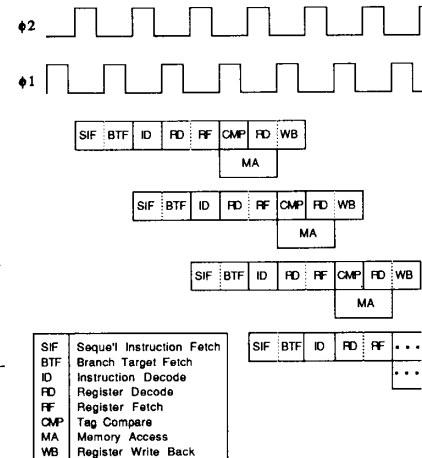 ϕ2
ϕ1
SIF BTF ID RD RF CMP RD WB
MA
SIF BTF ID RD RF CMP RD WB
MA
SIF BTF ID RD RF CMP RD WB
MA
SIF BTF ID RD RF • • •
• • •
SIF Seque'l Instruction Fetch
BTF Branch Target Fetch
ID Instruction Decode
RD Register Decode
RF Register Fetch
CMP Tag Compare
MA Memory Access
WB Register Write Back